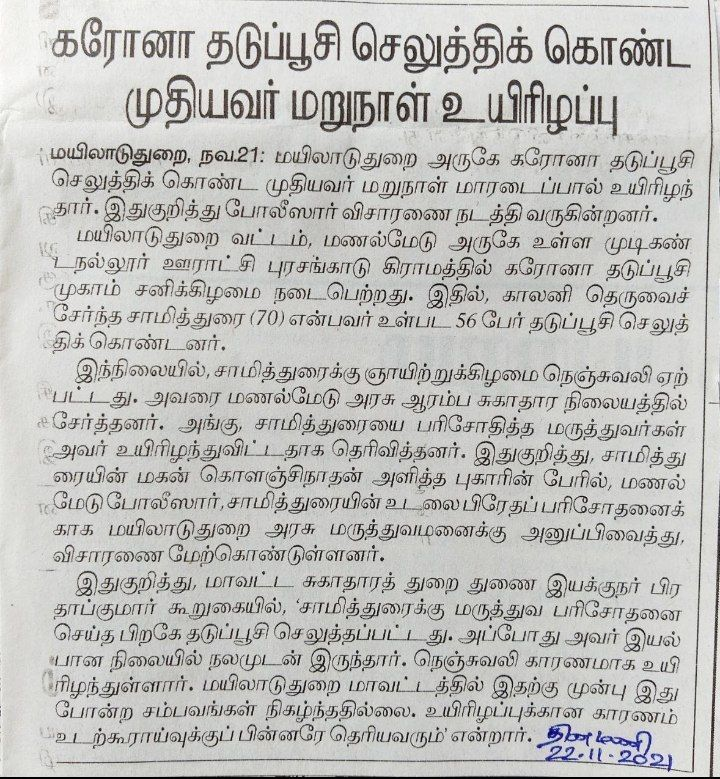 கரோனா தடுப்பூசி செலுத்திக் கொண்ட
முதியவர் மறுநாள் உயிரிழப்பு
மயிலாடுதுறை, நவ.21: மயிலாடுதுறை அருகே கரோனா தடுப்பூசி
செலுத்திக் கொண்ட முதியவர் மறுநாள் மாரடைப்பால் உயிரிழந்
தார். இதுகுறித்து போலீஸார் விசாரணை நடத்தி வருகின்றனர்.
மயிலாடுதுறை வட்டம், மணல்மேடு அருகே உள்ள முடிகண்
டநல்லூர் ஊராட்சி புரசங்காடு கிராமத்தில் கரோனா தடுப்பூசி
முகாம் சனிக்கிழமை நடைபெற்றது. இதில், காலனி தெருவைச்
சேர்ந்த சாமித்துரை (70) என்பவர் உள்பட 56 பேர் தடுப்பூசி செலுத்
திக் கொண்டனர்.
இந்நிலையில், சாமித்துரைக்கு ஞாயிற்றுக்கிழமை நெஞ்சுவலி ஏற்
பட்டது. அவரை மணல்மேடு அரசு ஆரம்ப சுகாதார நிலையத்தில்
சேர்த்தனர். அங்கு, சாமித்துரையை பரிசோதித்த மருத்துவர்கள்
அவர் உயிரிழந்துவிட்டதாக தெரிவித்தனர். இதுகுறித்து, சாமித்து
ரையின் மகன் கொளஞ்சிநாதன் அளித்த புகாரின் பேரில், மணல்
மேடு போலீஸார், சாமித்துரையின் உடலை பிரேதப் பரிசோதனைக்
காக மயிலாடுதுறை அரசு மருத்துவமனைக்கு அனுப்பிவைத்து,
விசாரணை மேற்கொண்டுள்ளனர்.
இதுகுறித்து, மாவட்ட சுகாதாரத் துறை துணை இயக்குநர் பிர
தாப்குமார் கூறுகையில், 'சாமித்துரைக்கு மருத்துவ பரிசோதனை
செய்த பிறகே தடுப்பூசி செலுத்தப்பட்டது. அப்போது அவர் இயல்
பான நிலையில் நலமுடன் இருந்தார். நெஞ்சுவலி காரணமாக உயி
ரிழந்துள்ளார். மயிலாடுதுறை மாவட்டத்தில் இதற்கு முன்பு இது
போன்ற சம்பவங்கள் நிகழ்ந்ததில்லை. உயிரிழப்புக்கான காரணம்
உடற்கூராய்வுக்குப் பின்னரே தெரியவரும்' என்றார். தினமணி
22-11-2021